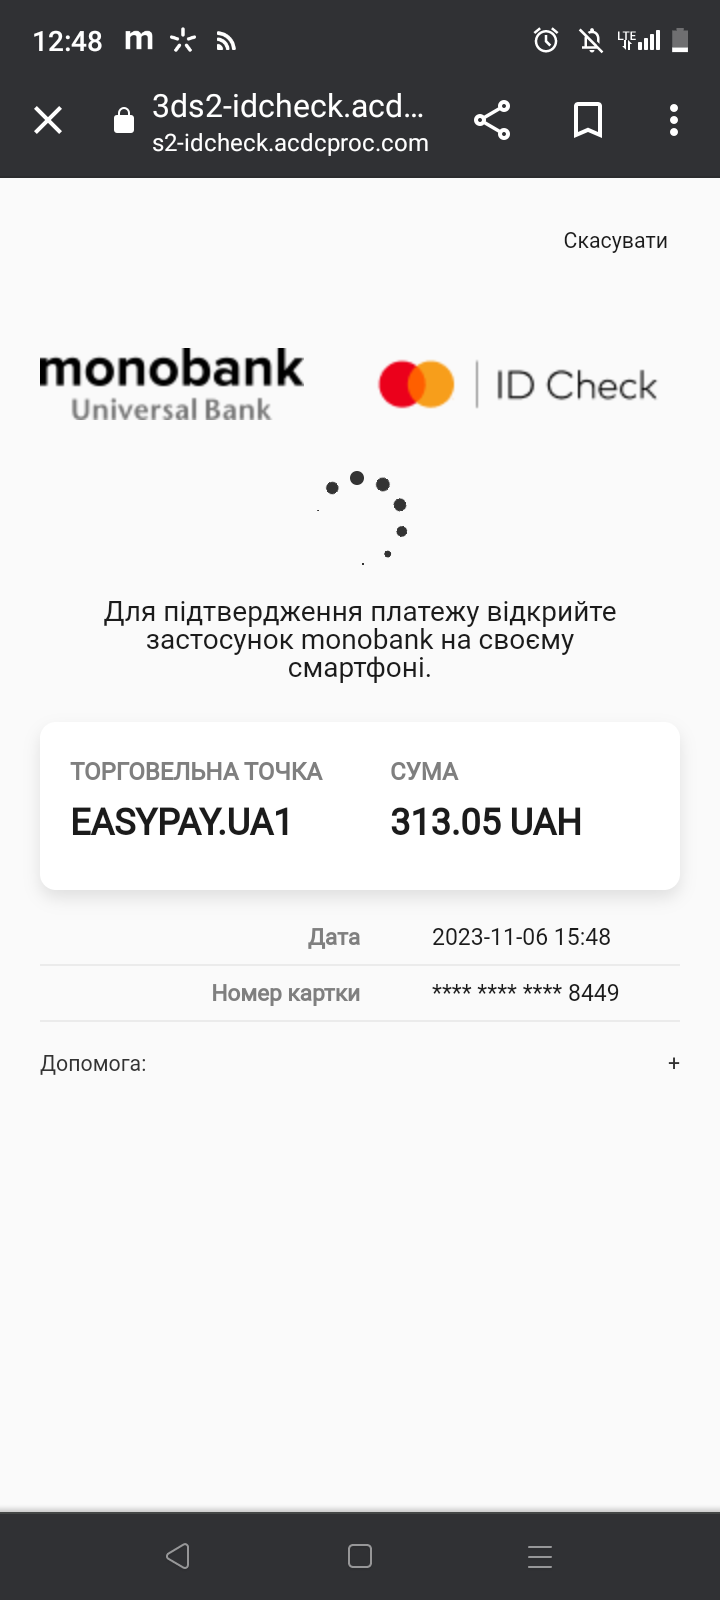 12:48 m LTE
3ds2-idcheck.acd...
s2-idcheck.acdcproc.com
Скасувати
monobank
Universal Bank
ID Check
Для підтвердження платежу відкрийте
застосунок monobank на своєму
смартфоні.
ТОРГОВЕЛЬНА ТОЧКА СУМА
EASYPAY.UA1 313.05 UAH
Дата 2023-11-06 15:48
Номер картки **** **** **** 8449
Допомога: +